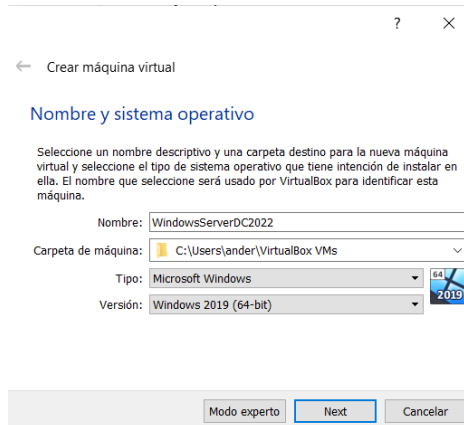 ?
Crear máquina virtual
Nombre y sistema operativo
Seleccione un nombre descriptivo y una carpeta destino para la nueva máquina
virtual y seleccione el tipo de sistema operativo que tiene intención de instalar en
ella. El nombre que seleccione será usado por VirtualBox para identificar esta
máquina.
Nombre: WindowsServerDC2022
Carpeta de máquina: C:\Users\ander\VirtualBox VMs
Tipo: Microsoft Windows
64
Versión: Windows 2019 (64-bit)
2019
Modo experto Next Cancelar